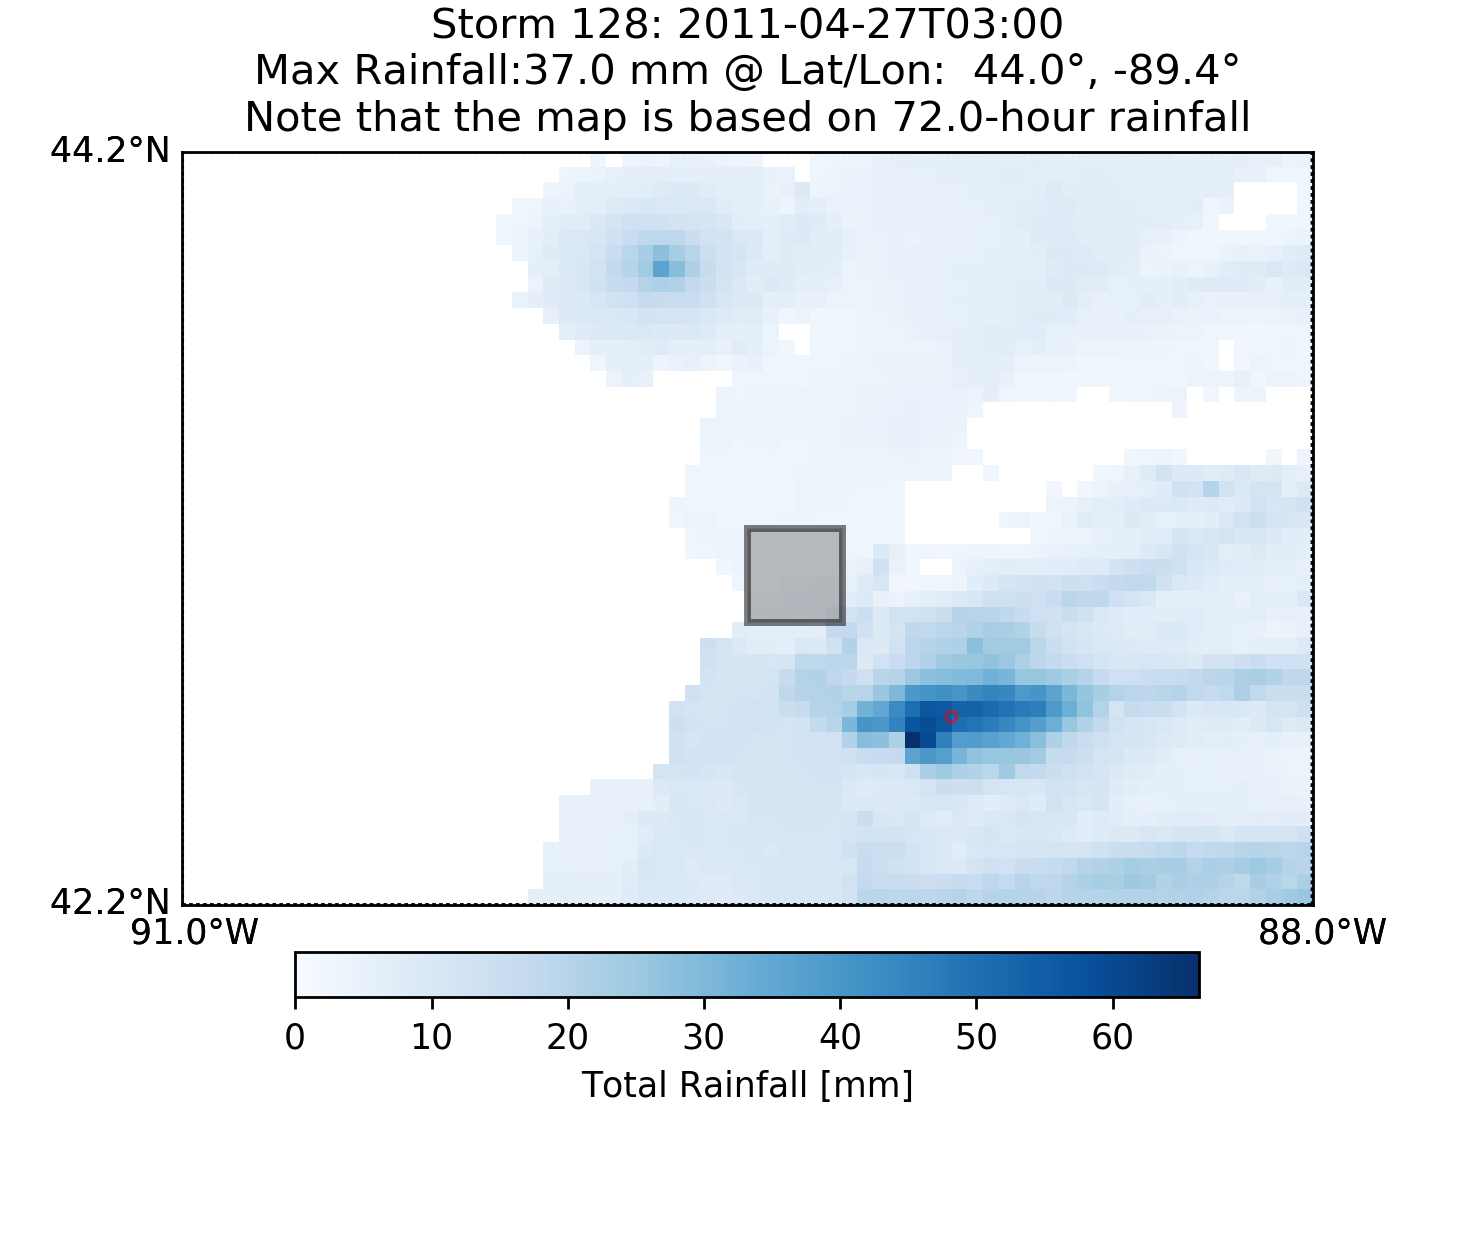 Storm 128: 2011-04-27T03:00
Max Rainfall:37.0 mm @ Lat/Lon:  44.0°, -89.4°
Note that the map is based on 72.0-hour rainfall
44.2°N
42.2°N
91.0°W 88.0°W
0 10 20 30 40 50 60
Total Rainfall [mm]